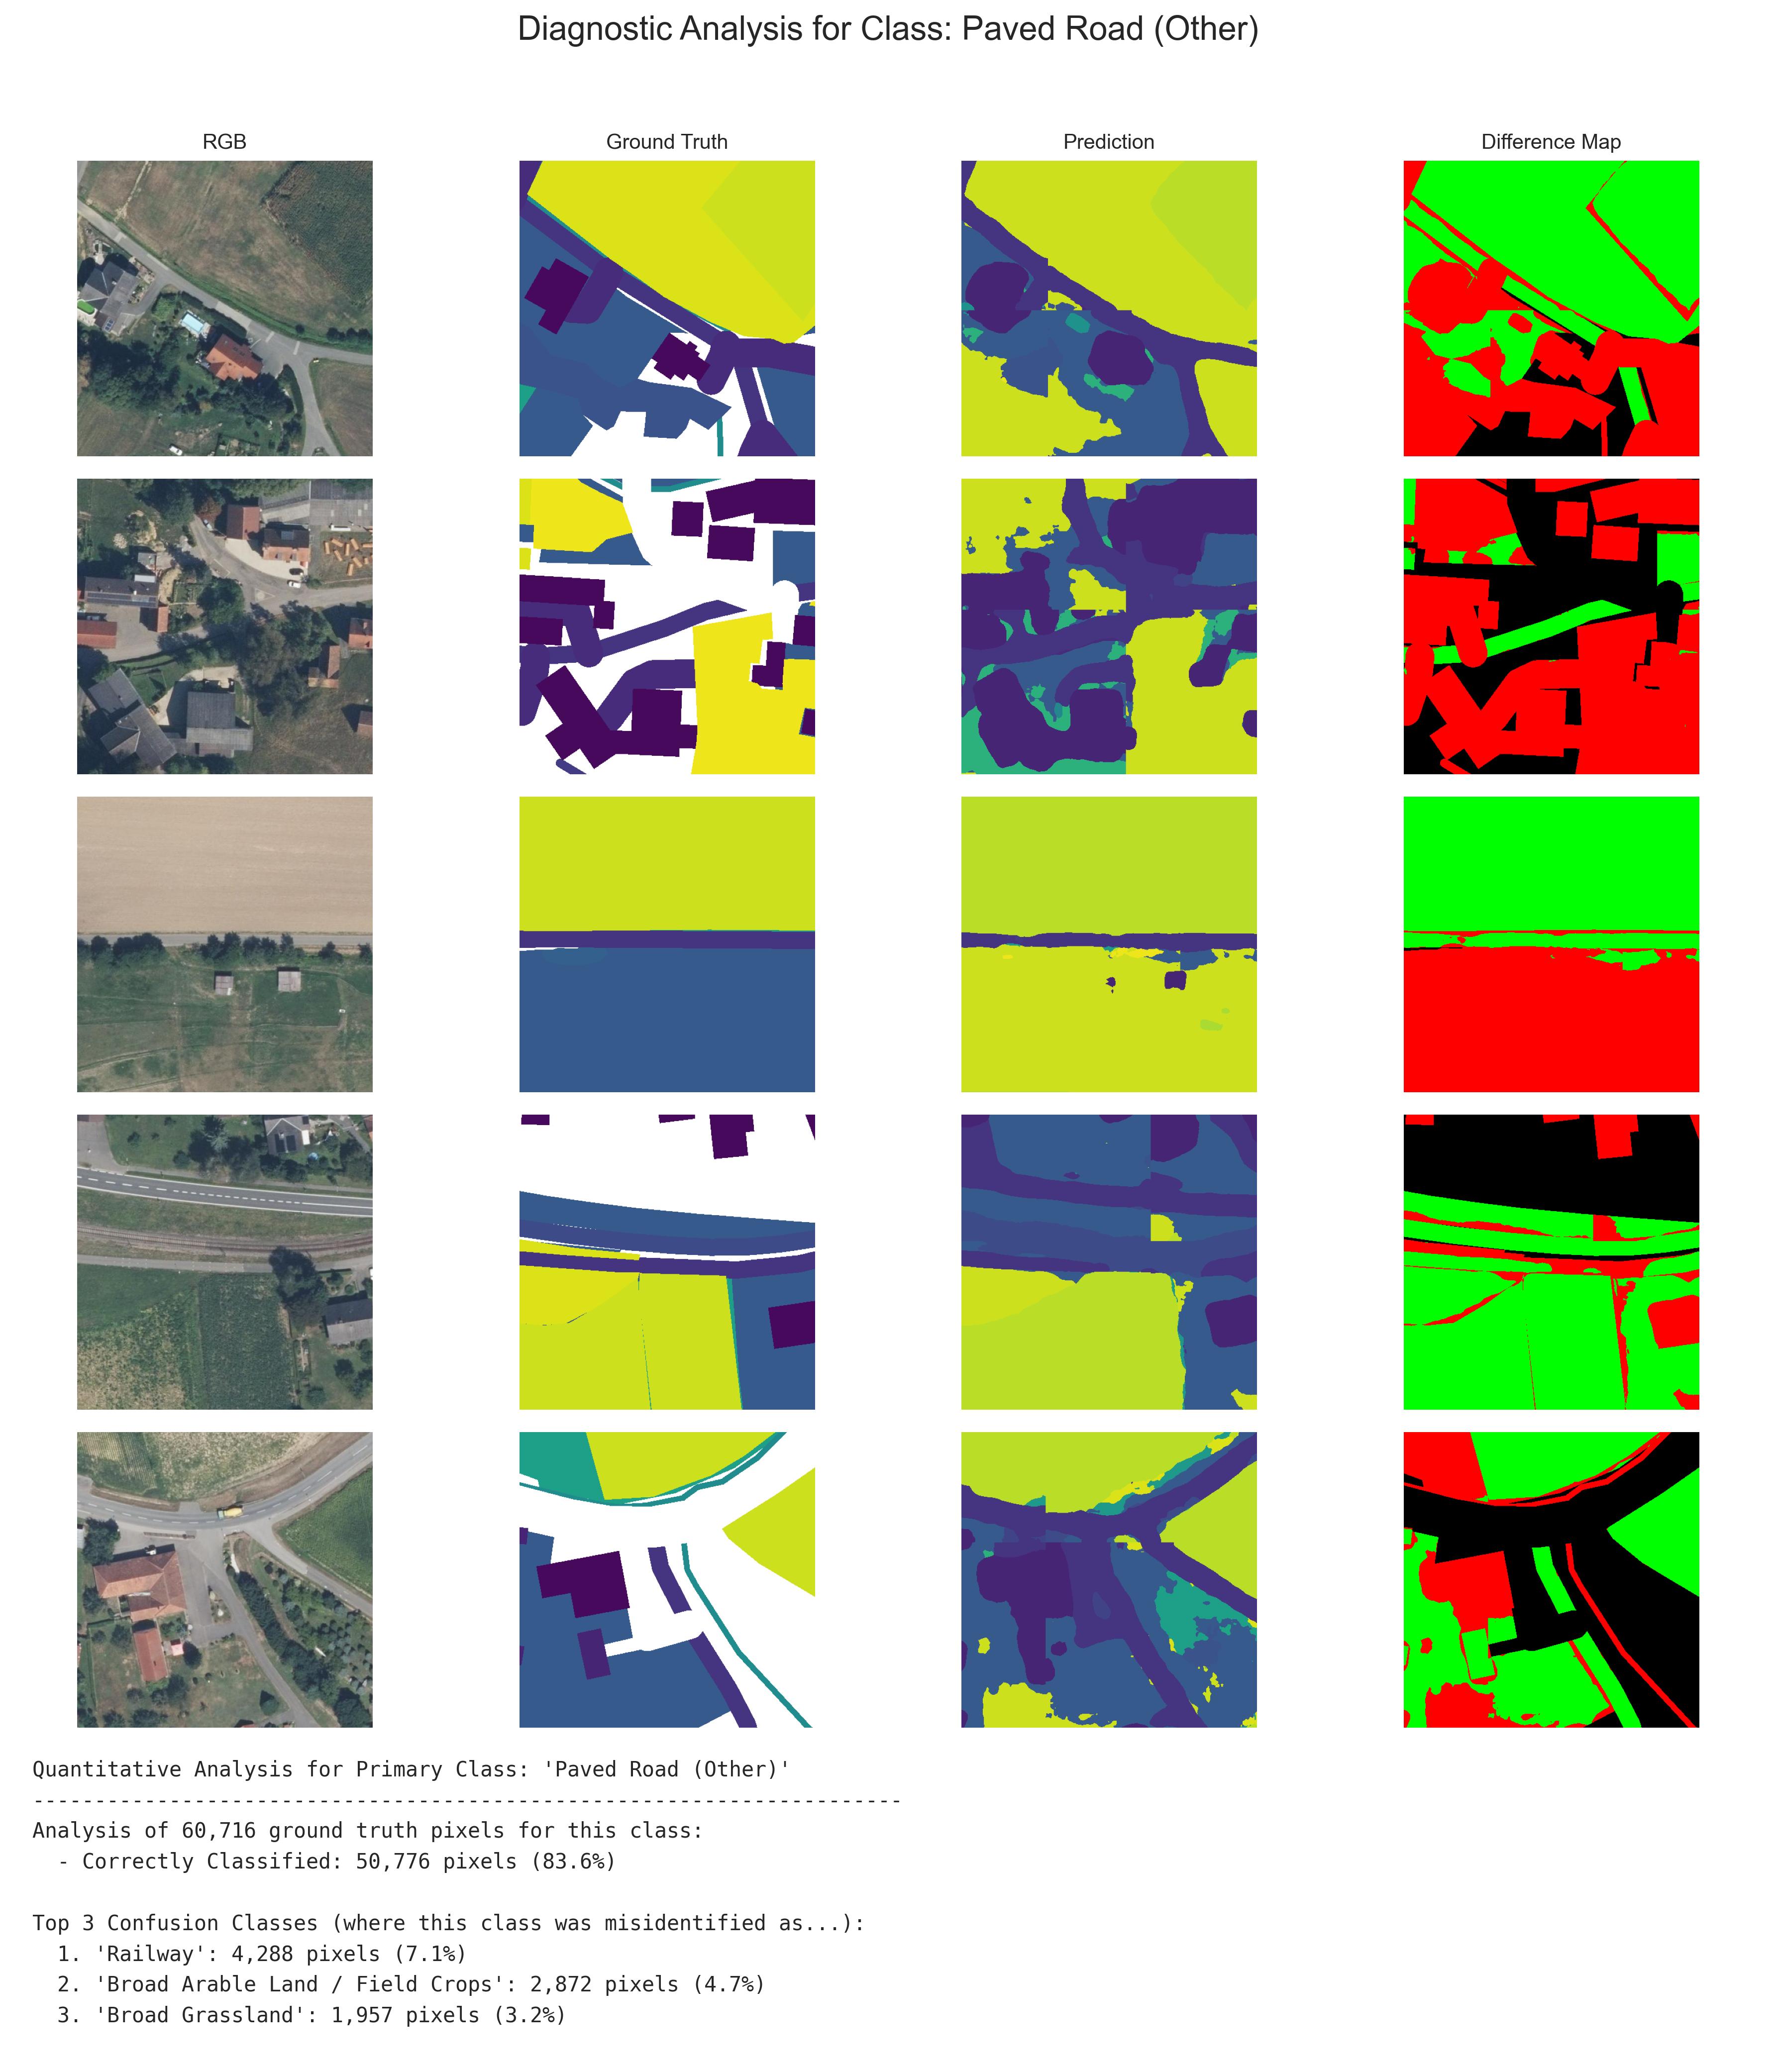 Diagnostic Analysis for Class: Paved Road (Other)
RGB
Ground Truth
Prediction
Difference Map
Quantitative Analysis for Primary Class: 'Paved Road (Other)'
----------------------------------------------------------------------
Analysis of 60,716 ground truth pixels for this class:
- Correctly Classified: 50,776 pixels (83.6%)
Top 3 Confusion Classes (where this class was misidentified as...):
1. 'Railway': 4,288 pixels (7.1%)
2. 'Broad Arable Land / Field Crops': 2,872 pixels (4.7%)
3. 'Broad Grassland': 1,957 pixels (3.2%)